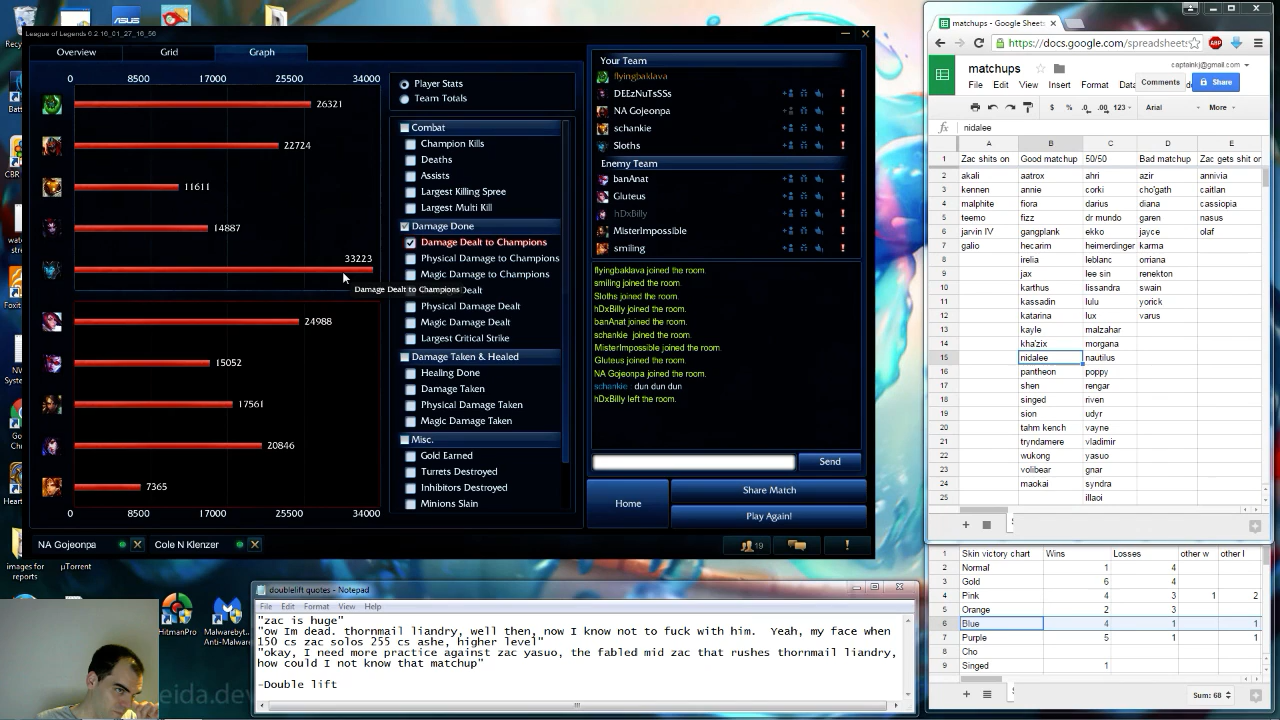 League of Legends 6.2.16_01_27_16_58
Overview
Grid
Graph
0 8500 17000 25500 34000
26321
22724
11611
14887
33223
24988
15052
17561
20846
7365
0 8500 17000 25500 34000
Damage Dealt to Champions
Player Stats
Team Totals
Combat
Champion Kills
Deaths
Assists
Largest Killing Spree
Largest Multi Kill
Damage Done
Damage Dealt to Champions
Physical Damage to Champions
Magic Damage to Champions
Dealt
Physical Damage Dealt
Magic Damage Dealt
Largest Critical Strike
Damage Taken & Healed
Healing Done
Damage Taken
Physical Damage Taken
Magic Damage Taken
Misc.
Gold Earned
Turrets Destroyed
Inhibitors Destroyed
Minions Slain
Your Team
flyingbaklava
DEEzNuTsSSs
NA Gojeonpa
schankie
Sloths
Enemy Team
banAnat
Gluteus
hDxBilly
MisterImpossible
smiling
flyingbaklava joined the room.
smiling joined the room.
Sloths joined the room.
hDxBilly joined the room.
banAnat joined the room.
schankie joined the room.
MisterImpossible joined the room.
Gluteus joined the room.
NA Gojeonpa joined the room.
schankie : dun dun dun
hDxBilly left the room.
Send
Home
Share Match
Play Again!
NA Gojeonpa
Cole N Klenzer
19
images for reports
µTorrent
HitmanPro
Malwareby...
Anti-Malware
eida.dev
doublelift quotes - Notepad
File Edit Format View Help
"zac is huge"
"ow Im dead. thornmail liandry, well then, now I know not to fuck with him.  Yeah, my face when
150 cs zac solos 255 cs ashe, higher level"
"okay, I need more practice against zac yasuo, the fabled mid zac that rushes thornmail liandry,
how could I not know that matchup"
-Double lift
matchups - Google Sheets
https://docs.google.com/spreadsheets
captainkj@gmail.com
matchups
Comments
Share
File Edit View Insert Format Data
$ % .0 .00 123 Arial More
fx nidalee
A B C D E
1 Zac shits on Good matchup 50/50 Bad matchup Zac gets shit on
2 akali aatrox ahri azir annivia
3 kennen annie corki cho'gath caitlan
4 malphite fiora darius diana cassiopia
5 teemo fizz dr mundo garen nasus
6 jarvin IV gangplank ekko jayce olaf
7 galio hecarim heimerdinger karma
8 irelia leblanc orriana
9 jax lee sin renekton
10 karthus lissandra swain
11 kassadin lulu yorick
12 katarina lux varus
13 kayle malzahar
14 kha'zix morgana
15 nidalee nautilus
16 pantheon poppy
17 shen rengar
18 singed riven
19 sion udyr
20 tahm kench vayne
21 tryndamere vladimir
22 wukong yasuo
23 volibear gnar
24 maokai syndra
25 illaoi
1 Skin victory chart Wins Losses other w other l
2 Normal 1 4
3 Gold 6 4
4 Pink 4 3 1 2
5 Orange 2 3
6 Blue 4 1 1
7 Purple 5 1 1
8 Cho
9 Singed 1
Sum: 68